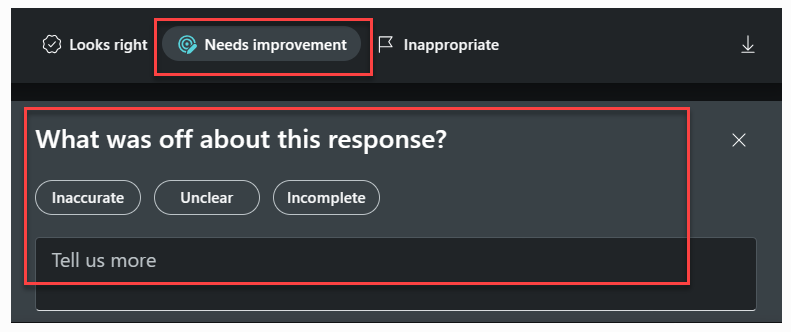 Looks right Needs improvement Inappropriate
What was off about this response?
Inaccurate Unclear Incomplete
Tell us more